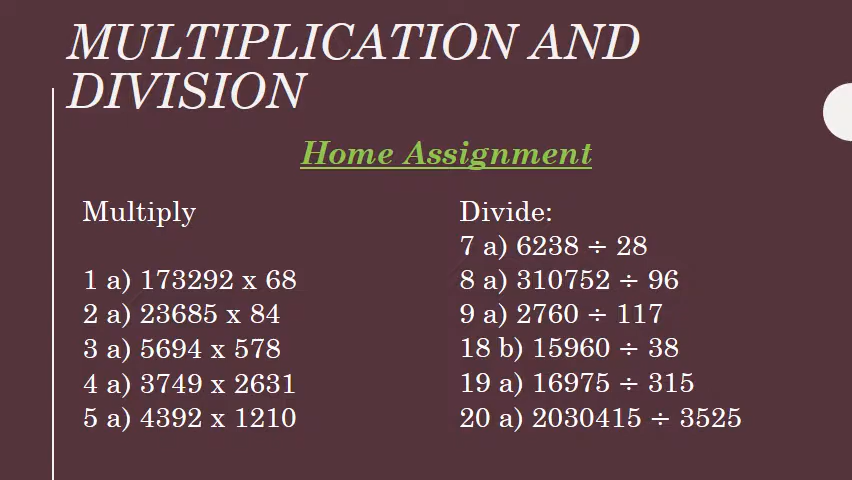 MULTIPLICATION AND
DIVISION
Home Assignment
Multiply
1 a) 173292 x 68
2 a) 23685 x 84
3 a) 5694 x 578
4 a) 3749 x 2631
5 a) 4392 x 1210
Divide:
7 a) 6238 ÷ 28
8 a) 310752 ÷ 96
9 a) 2760 ÷ 117
18 b) 15960 ÷ 38
19 a) 16975 ÷ 315
20 a) 2030415 ÷ 3525